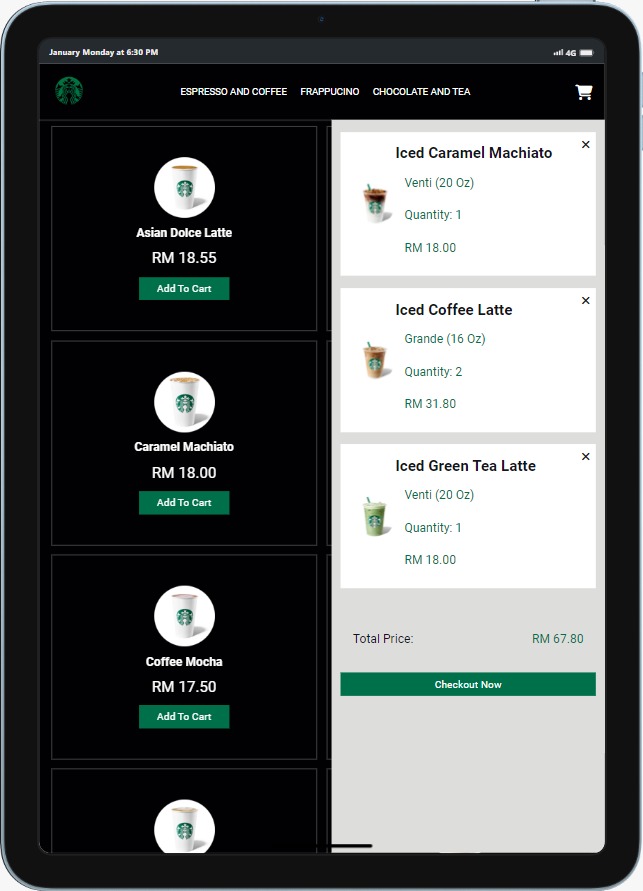 January Monday at 6:30 PM
4G
ESPRESSO AND COFFEE FRAPPUCINO CHOCOLATE AND TEA
Asian Dolce Latte
RM 18.55
Add To Cart
Caramel Machiato
RM 18.00
Add To Cart
Coffee Mocha
RM 17.50
Add To Cart
Iced Caramel Machiato
Venti (20 Oz)
Quantity: 1
RM 18.00
Iced Coffee Latte
Grande (16 Oz)
Quantity: 2
RM 31.80
Iced Green Tea Latte
Venti (20 Oz)
Quantity: 1
RM 18.00
Total Price: RM 67.80
Checkout Now